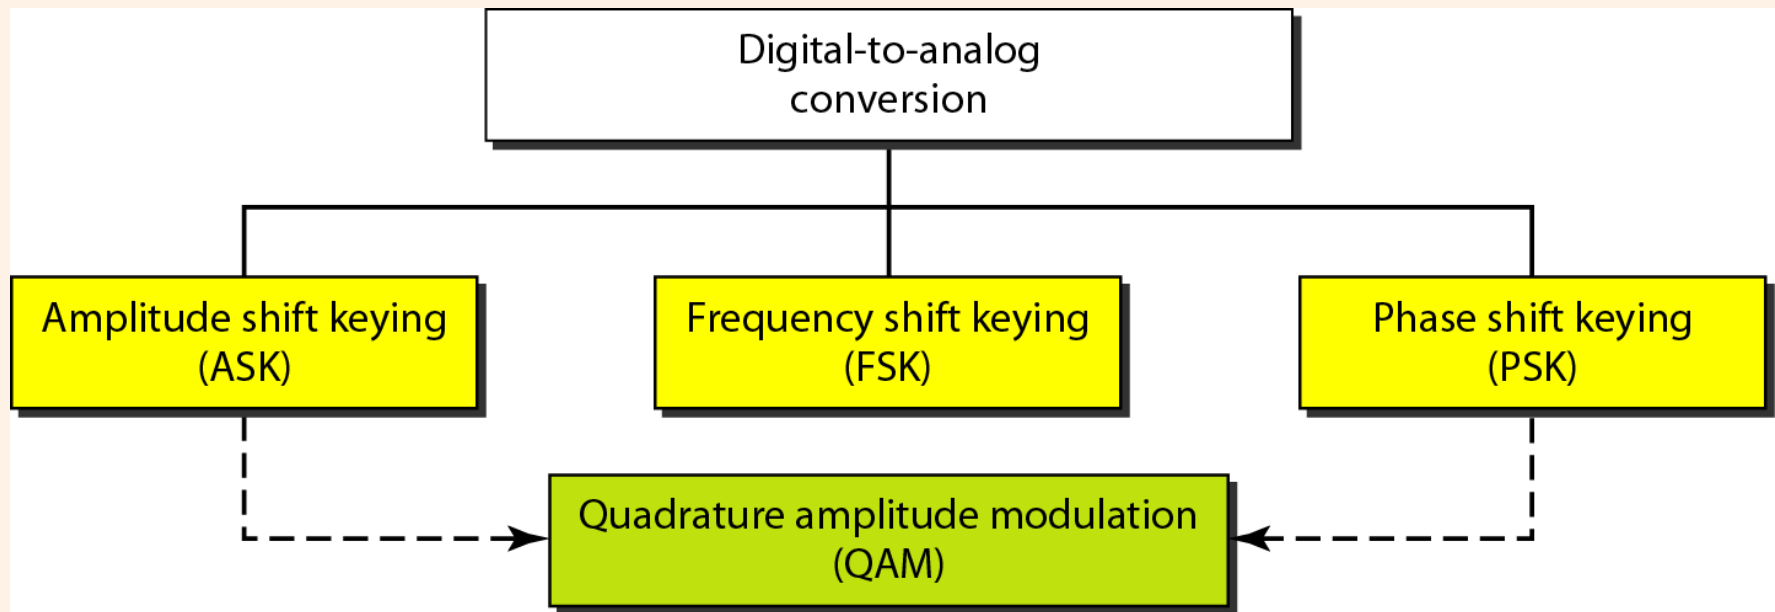 Digital-to-analog
conversion
Amplitude shift keying
(ASK)
Frequency shift keying
(FSK)
Phase shift keying
(PSK)
Quadrature amplitude modulation
(QAM)